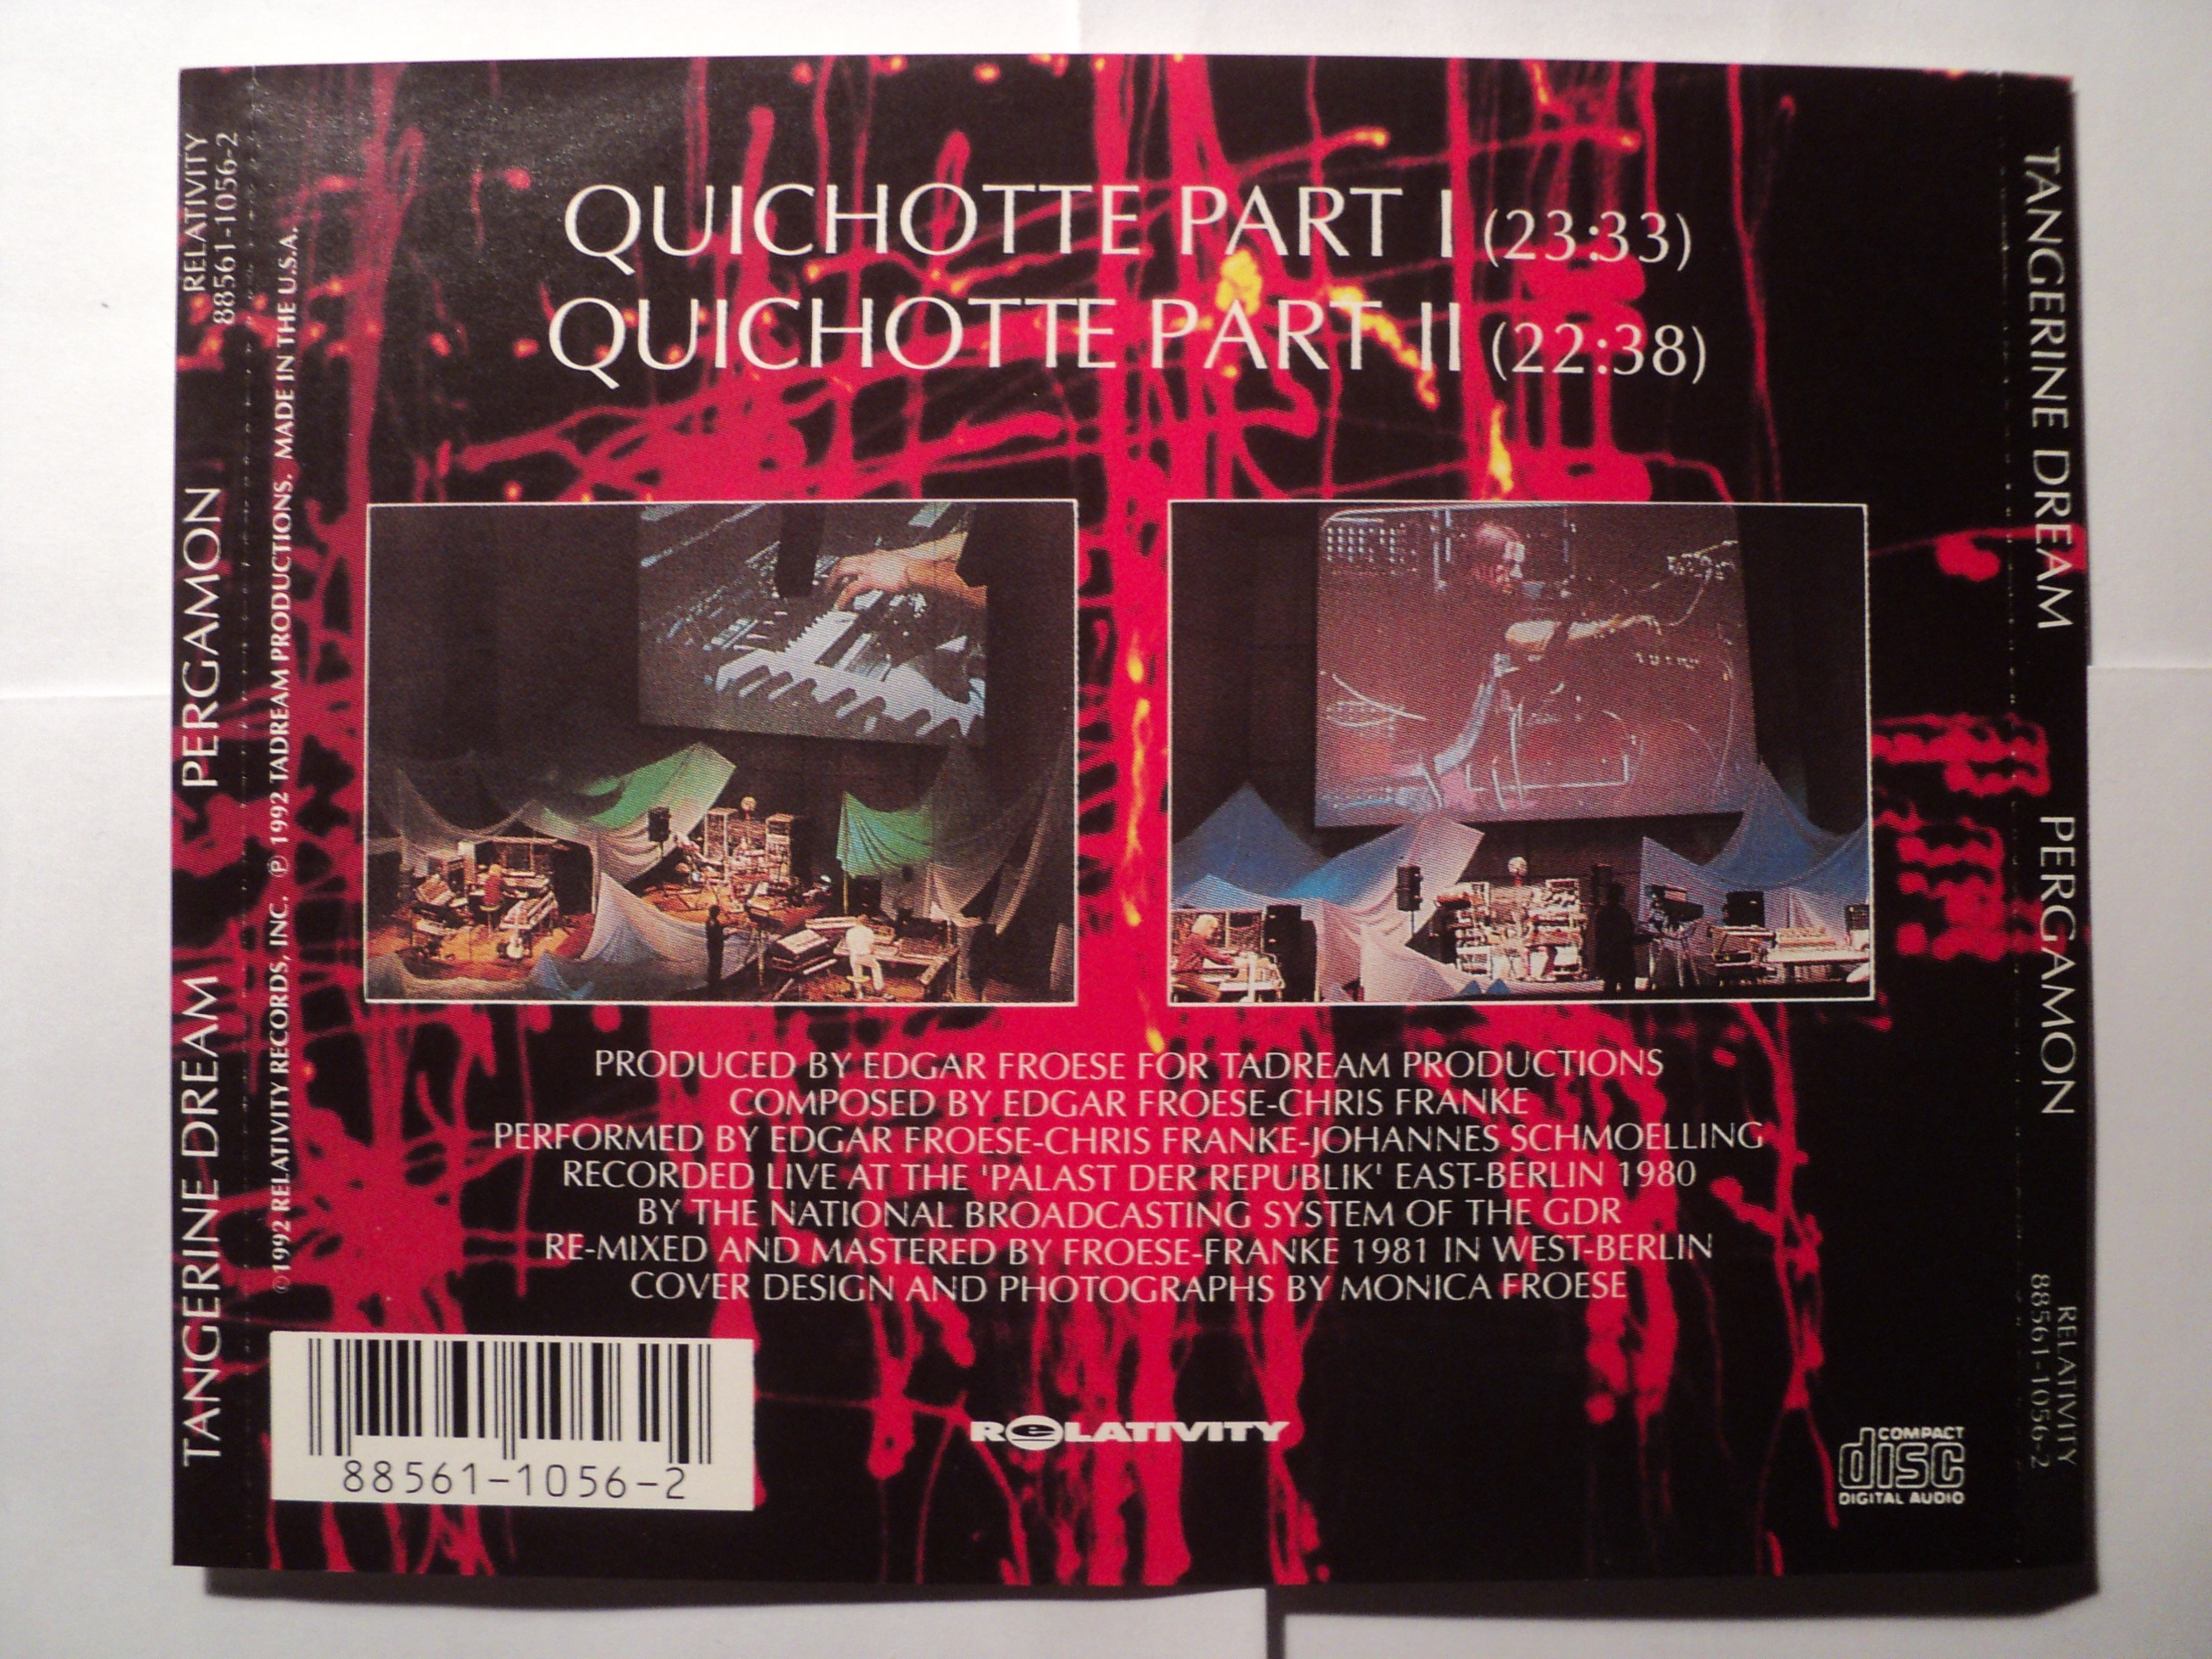 QUICHOTTE PART I (23:33)
QUICHOTTE PART II (22:38)
PRODUCED BY EDGAR FROESE FOR TADREAM PRODUCTIONS
COMPOSED BY EDGAR FROESE-CHRIS FRANKE
PERFORMED BY EDGAR FROESE-CHRIS FRANKE-JOHANNES SCHMOELLING
RECORDED LIVE AT THE 'PALAST DER REPUBLIK' EAST-BERLIN 1980
BY THE NATIONAL BROADCASTING SYSTEM OF THE GDR
RE-MIXED AND MASTERED BY FROESE-FRANKE 1981 IN WEST-BERLIN
COVER DESIGN AND PHOTOGRAPHS BY MONICA FROESE
88561-1056-2
RELATIVITY
COMPACT
disc
DIGITAL AUDIO
TANGERINE DREAM PERGAMON
RELATIVITY
88561-1056-2
©1992 RELATIVITY RECORDS, INC. ℗ 1992 TADREAM PRODUCTIONS. MADE IN THE U.S.A.
TANGERINE DREAM PERGAMON
RELATIVITY
88561-1056-2